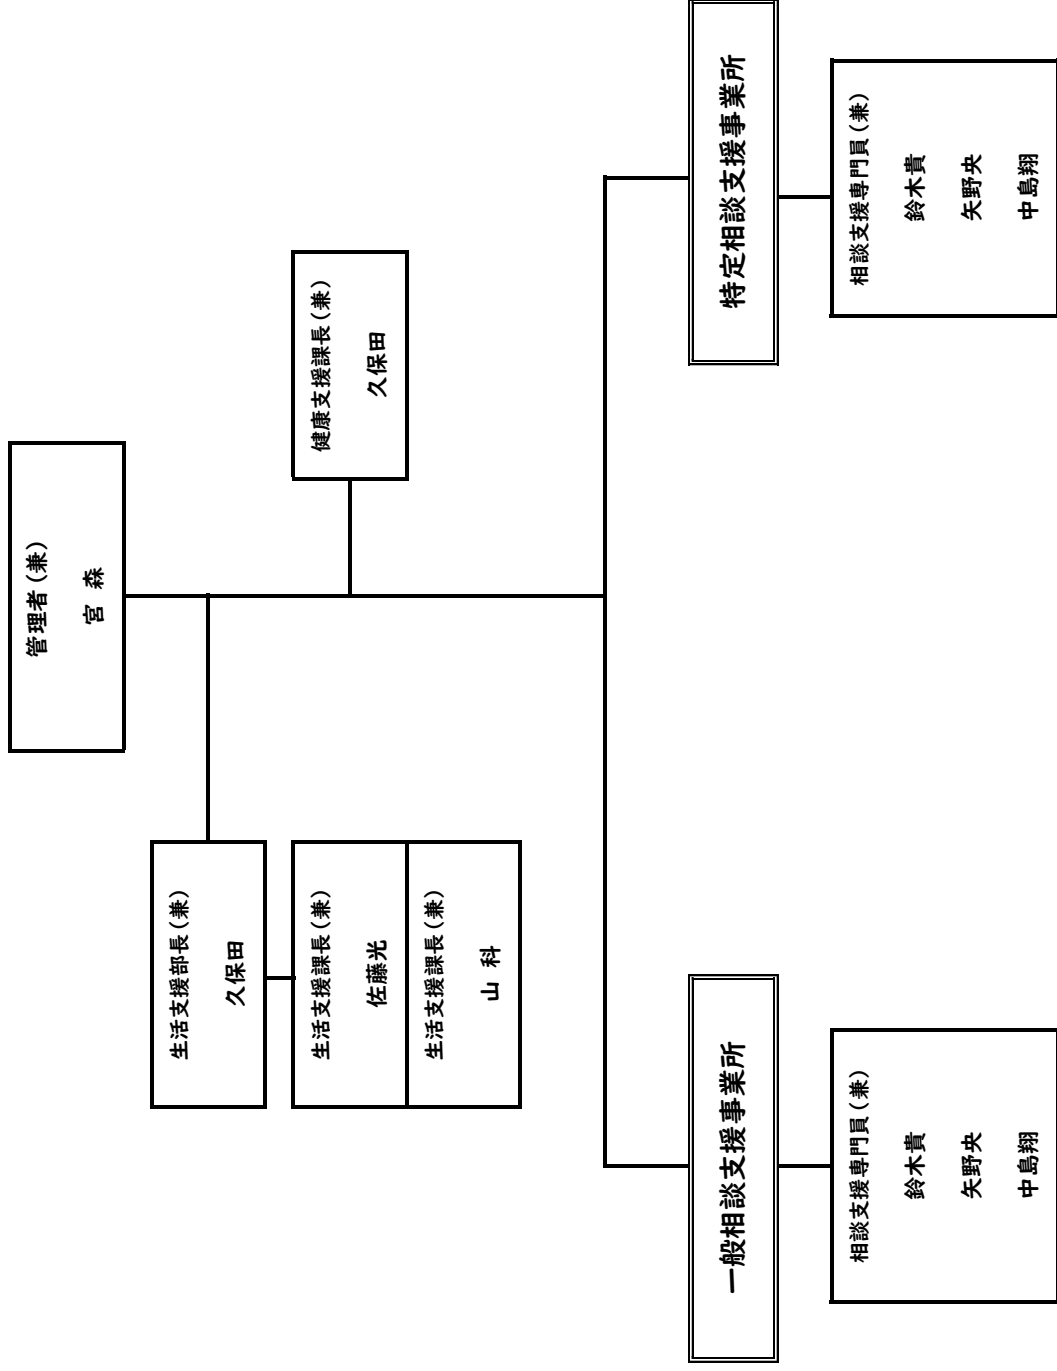 管理者（兼）
宮 森
生活支援部長（兼）
久保田
生活支援課長（兼）
佐藤光
生活支援課長（兼）
山 科
健康支援課長（兼）
久保田
一般相談支援事業所
相談支援専門員（兼）
鈴木貴
矢野央
中島翔
特定相談支援事業所
相談支援専門員（兼）
鈴木貴
矢野央
中島翔